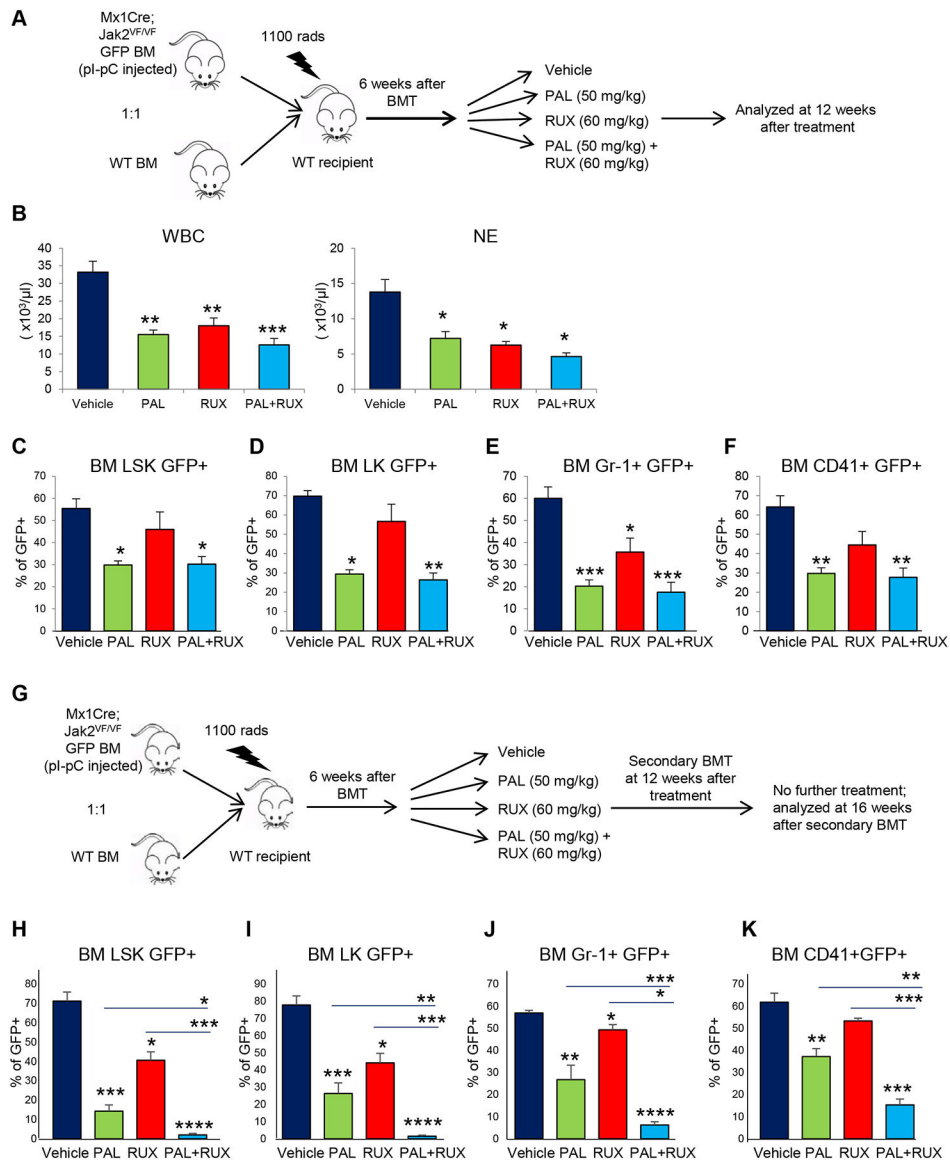 A
Mx1Cre;
Jak2VF/VF
GFP BM
(pI-pC injected)
1:1
WT BM
1100 rads
WT recipient
6 weeks after
BMT
Vehicle
PAL (50 mg/kg)
RUX (60 mg/kg)
PAL (50 mg/kg) +
RUX (60 mg/kg)
Analyzed at 12 weeks
after treatment
B
WBC
( x10³/µl)
40
35
30
25
20
15
10
5
0
**
**
***
Vehicle PAL RUX PAL+RUX
NE
( x10³/µl)
20
15
10
5
0
*
*
*
Vehicle PAL RUX PAL+RUX
C
BM LSK GFP+
% of GFP+
70
60
50
40
30
20
10
0
*
*
Vehicle PAL RUX PAL+RUX
D
BM LK GFP+
% of GFP+
80
70
60
50
40
30
20
10
0
*
**
Vehicle PAL RUX PAL+RUX
E
BM Gr-1+ GFP+
% of GFP+
70
60
50
40
30
20
10
0
***
*
***
Vehicle PAL RUX PAL+RUX
F
BM CD41+ GFP+
% of GFP+
80
70
60
50
40
30
20
10
0
**
**
Vehicle PAL RUX PAL+RUX
G
Mx1Cre;
Jak2VF/VF
GFP BM
(pI-pC injected)
1:1
WT BM
1100 rads
WT recipient
6 weeks after
BMT
Vehicle
PAL (50 mg/kg)
RUX (60 mg/kg)
PAL (50 mg/kg) +
RUX (60 mg/kg)
Secondary BMT
at 12 weeks after
treatment
No further treatment;
analyzed at 16 weeks
after secondary BMT
H
BM LSK GFP+
% of GFP+
80
70
60
50
40
30
20
10
0
*
***
***
*
****
Vehicle PAL RUX PAL+RUX
I
BM LK GFP+
% of GFP+
90
80
70
60
50
40
30
20
10
0
**
***
***
*
****
Vehicle PAL RUX PAL+RUX
J
BM Gr-1+ GFP+
% of GFP+
70
60
50
40
30
20
10
0
***
*
**
*
****
Vehicle PAL RUX PAL+RUX
K
BM CD41+GFP+
% of GFP+
70
60
50
40
30
20
10
0
**
***
**
***
Vehicle PAL RUX PAL+RUX